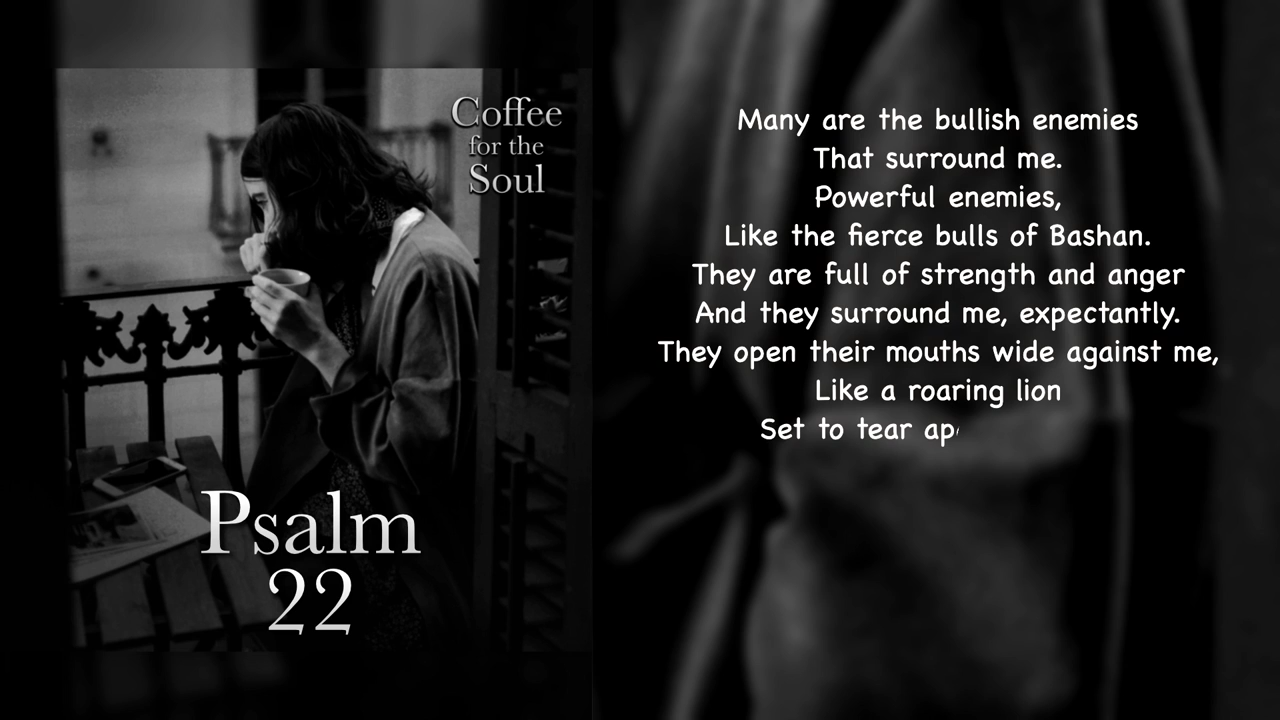 Coffee
for the
Soul
Psalm
22
Many are the bullish enemies
That surround me.
Powerful enemies,
Like the fierce bulls of Bashan.
They are full of strength and anger
And they surround me, expectantly.
They open their mouths wide against me,
Like a roaring lion
Set to tear